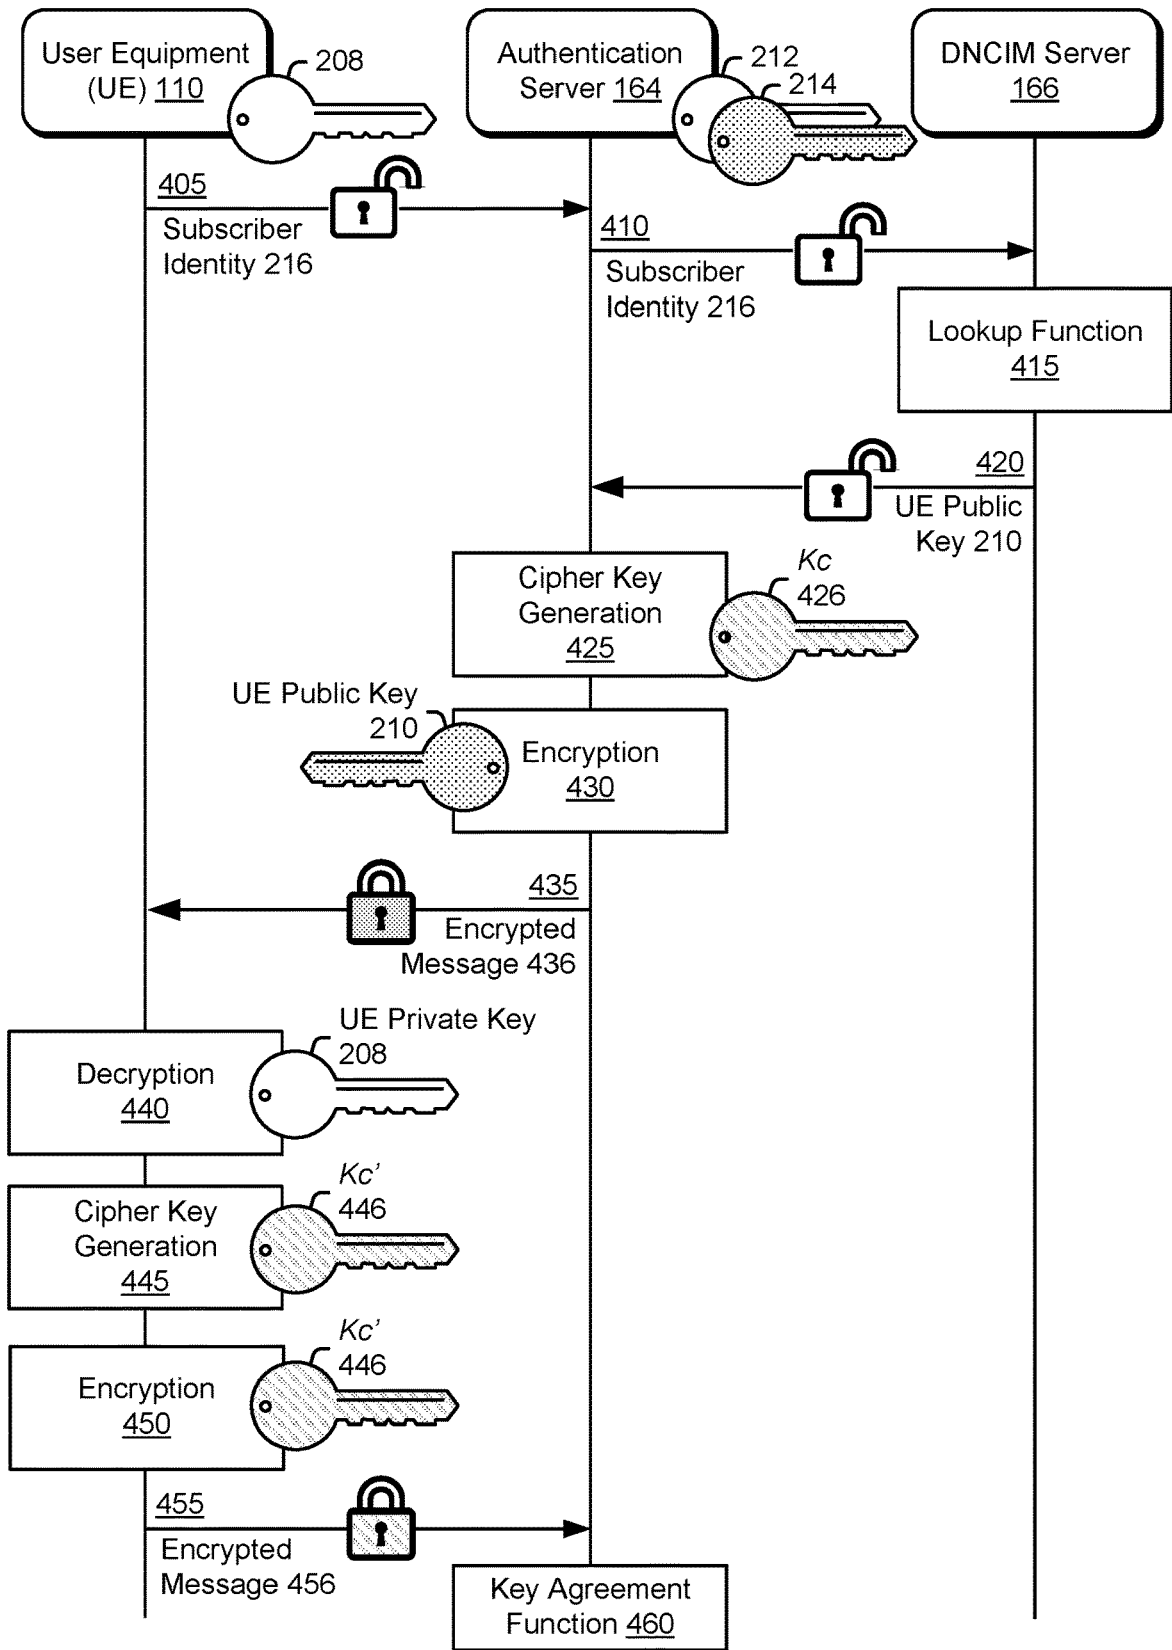 User Equipment
(UE) 110
208
Authentication
Server 164
212
214
DNCIM Server
166
405
Subscriber
Identity 216
410
Subscriber
Identity 216
Lookup Function
415
420
UE Public
Key 210
Cipher Key
Generation
425
Kc
426
UE Public Key
210
Encryption
430
435
Encrypted
Message 436
UE Private Key
208
Decryption
440
Kc’
446
Cipher Key
Generation
445
Kc’
446
Encryption
450
455
Encrypted
Message 456
Key Agreement
Function 460